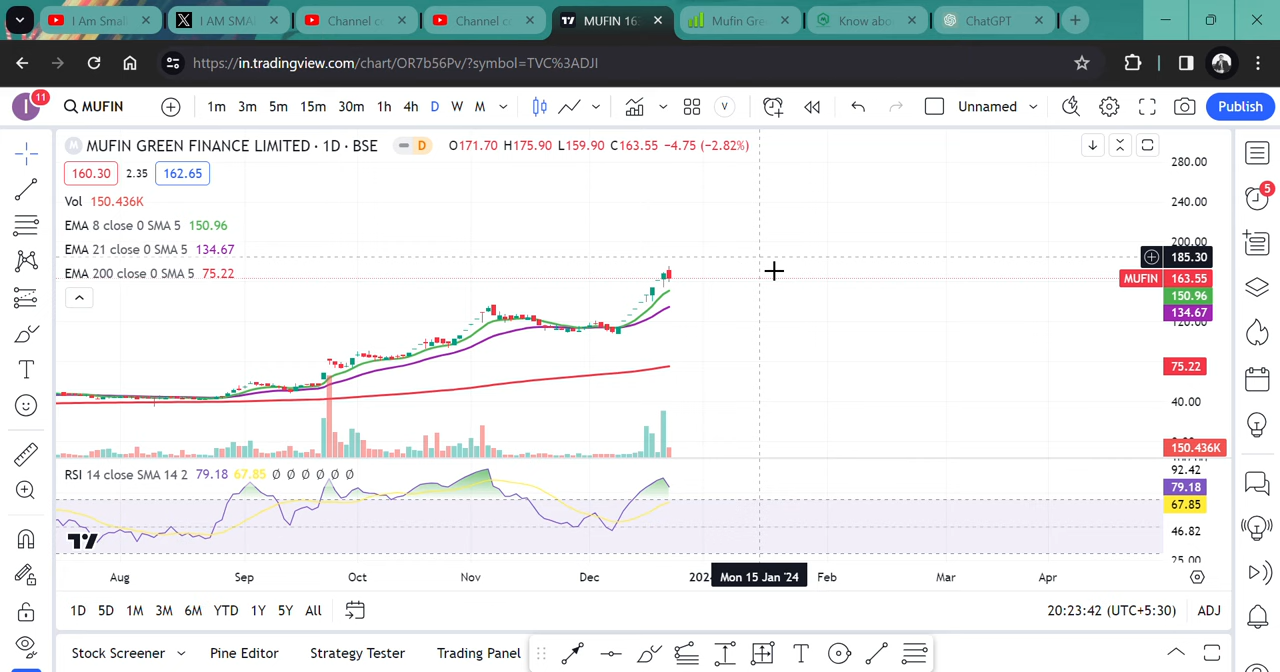 I Am Smal
I AM SMA
Channel c
Channel c
MUFIN 16
Mufin Gre
Know abo
ChatGPT
https://in.tradingview.com/chart/OR7b56Pv/?symbol=TVC%3ADJI
I 11 MUFIN 1m 3m 5m 15m 30m 1h 4h D W M V Unnamed Publish
M MUFIN GREEN FINANCE LIMITED · 1D · BSE D O171.70 H175.90 L159.90 C163.55 −4.75 (−2.82%)
160.30 2.35 162.65
Vol 150.436K
EMA 8 close 0 SMA 5 150.96
EMA 21 close 0 SMA 5 134.67
EMA 200 close 0 SMA 5 75.22
280.00
240.00
200.00
185.30
MUFIN 163.55
150.96
134.67
120.00
75.22
40.00
150.436K
RSI 14 close SMA 14 2 79.18 67.85 Ø Ø Ø Ø Ø Ø
92.42
79.18
67.85
46.82
25.00
5
T
Aug Sep Oct Nov Dec 202 Mon 15 Jan '24 Feb Mar Apr
1D 5D 1M 3M 6M YTD 1Y 5Y All 20:23:42 (UTC+5:30) ADJ
Stock Screener Pine Editor Strategy Tester Trading Panel T